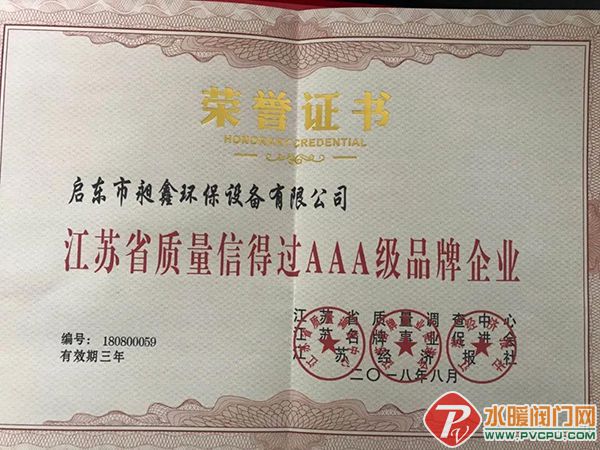 荣誉证书
HONORARY CREDENTIAL
启东市昶鑫环保设备有限公司
江苏省质量信得过AAA级品牌企业
江苏省质量调查中心
江苏名牌事业促进会
江苏经济报社
二〇一八年八月
编号: 180800059
有效期三年
水暖阀门网
WWW.PVCPU.COM